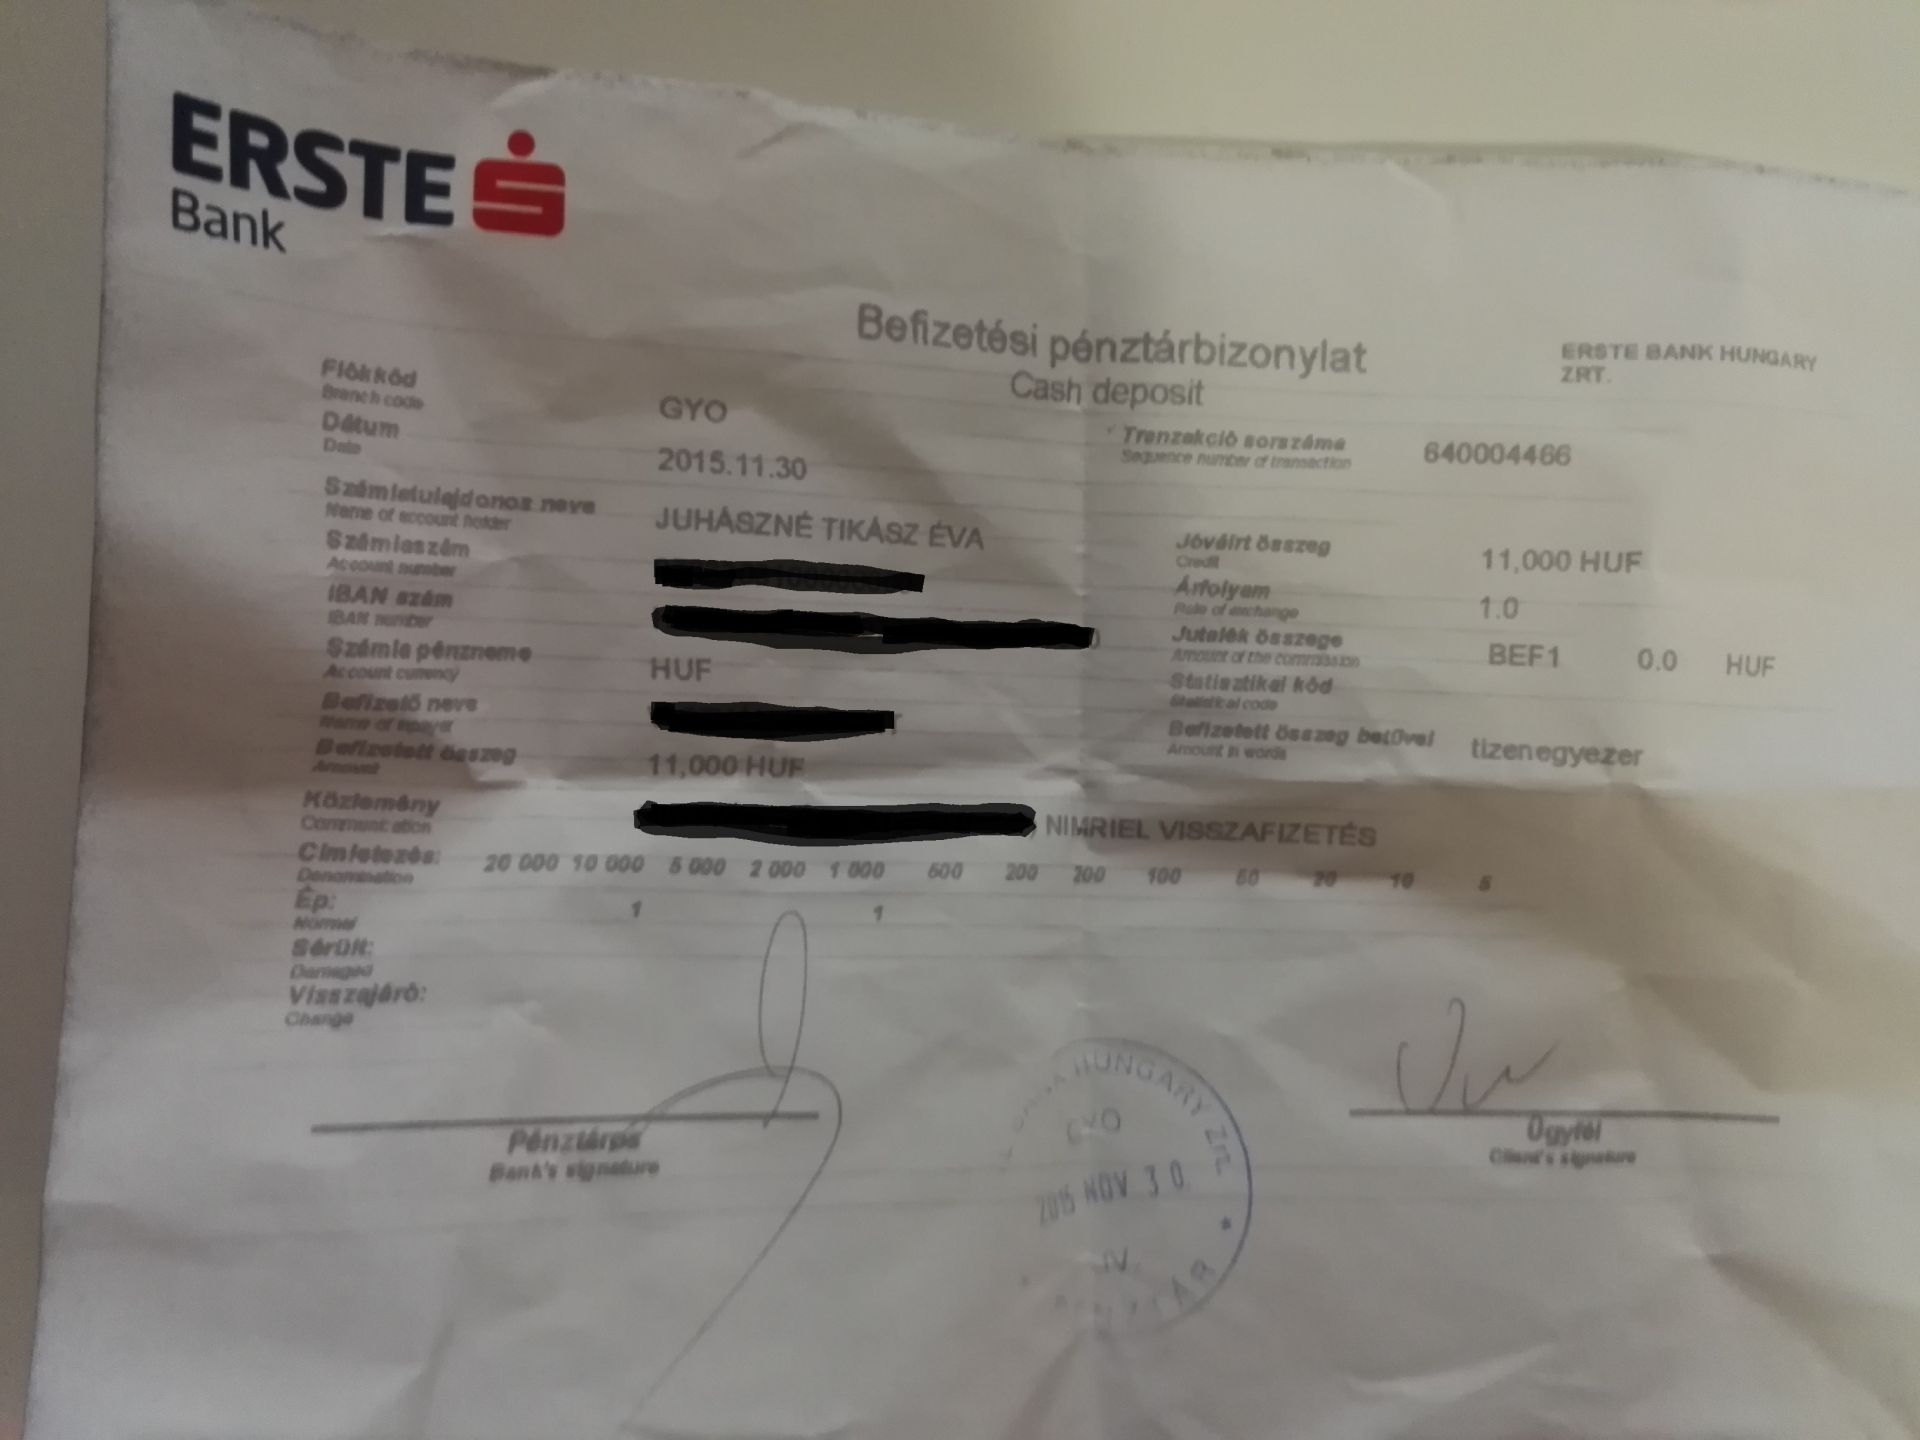 ERSTE
Bank
Befizetési pénztárbizonylat
Cash deposit
ERSTE BANK HUNGARY
ZRT.
Fiókkód
Branch code
GYO
Dátum
Date
2015.11.30
Tranzakció sorszáma
Sequence number of transaction
640004466
Számlatulajdonos neve
Name of account holder
JUHÁSZNÉ TIKÁSZ ÉVA
Számlaszám
Account number
IBAN szám
IBAN number
Számla pénzneme
Account currency
HUF
Befizető neve
Name of
Befizetett összeg
Amount
11,000 HUF
Jóváírt összeg
Credit
11,000 HUF
Árfolyam
Rate of exchange
1.0
Jutalék összege
Amount of the commission
BEF1 0.0 HUF
Statisztikai kód
Statistical code
Befizetett összeg betűvel
Amount in words
tizenegyezer
Közlemény
Communication
NIMRIEL VISSZAFIZETÉS
Címletezés: 20 000 10 000 5 000 2 000 1 000 500 200 200 100 50 20 10 5
Denomination
Ép: 1 1
Normal
Sérült:
Damaged
Visszajáró:
Change
Pénztáros
Bank's signature
Ügyfél
Client's signature
HUNGARY Zrt.
GYO
2015 NOV 30
IV.